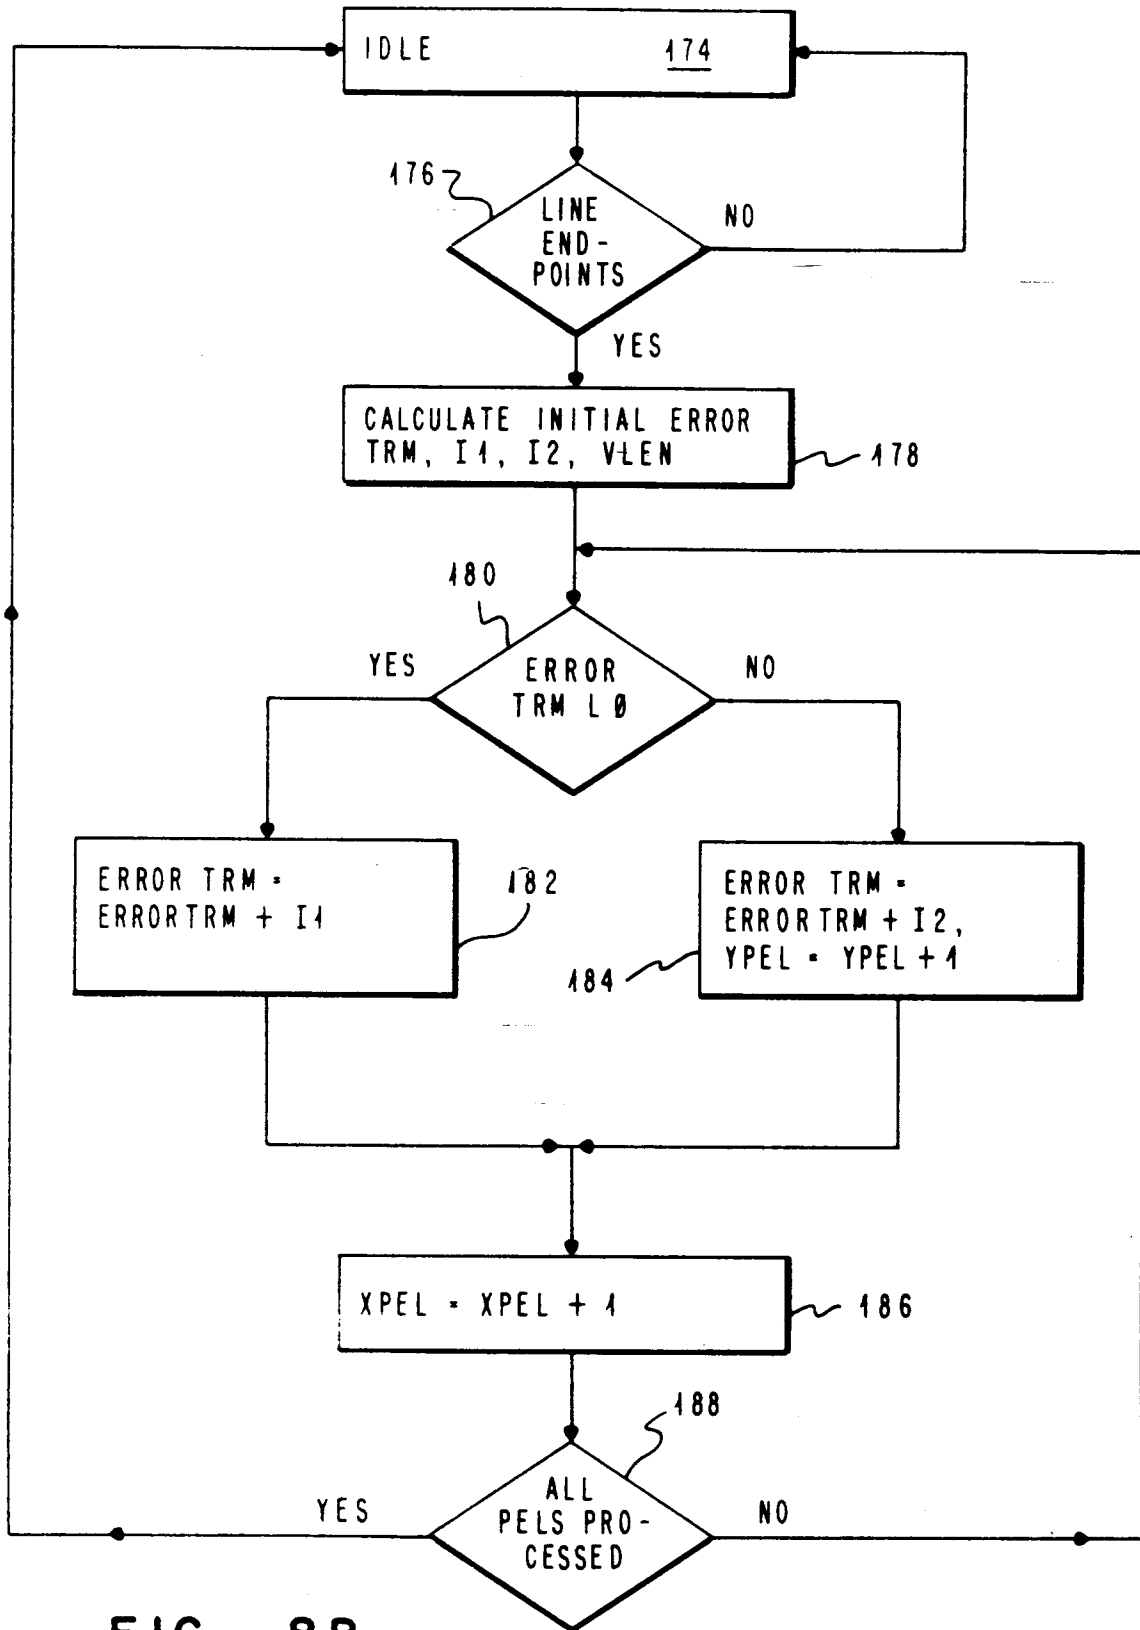 IDLE 174
176
LINE
END-
POINTS
NO
YES
CALCULATE INITIAL ERROR
TRM, I1, I2, VLEN
178
180
YES
ERROR
TRM L 0
NO
ERROR TRM =
ERRORTRM + I1
182
ERROR TRM =
ERRORTRM + I2,
YPEL = YPEL + 1
184
XPEL = XPEL + 1
186
188
YES
ALL
PELS PRO-
CESSED
NO